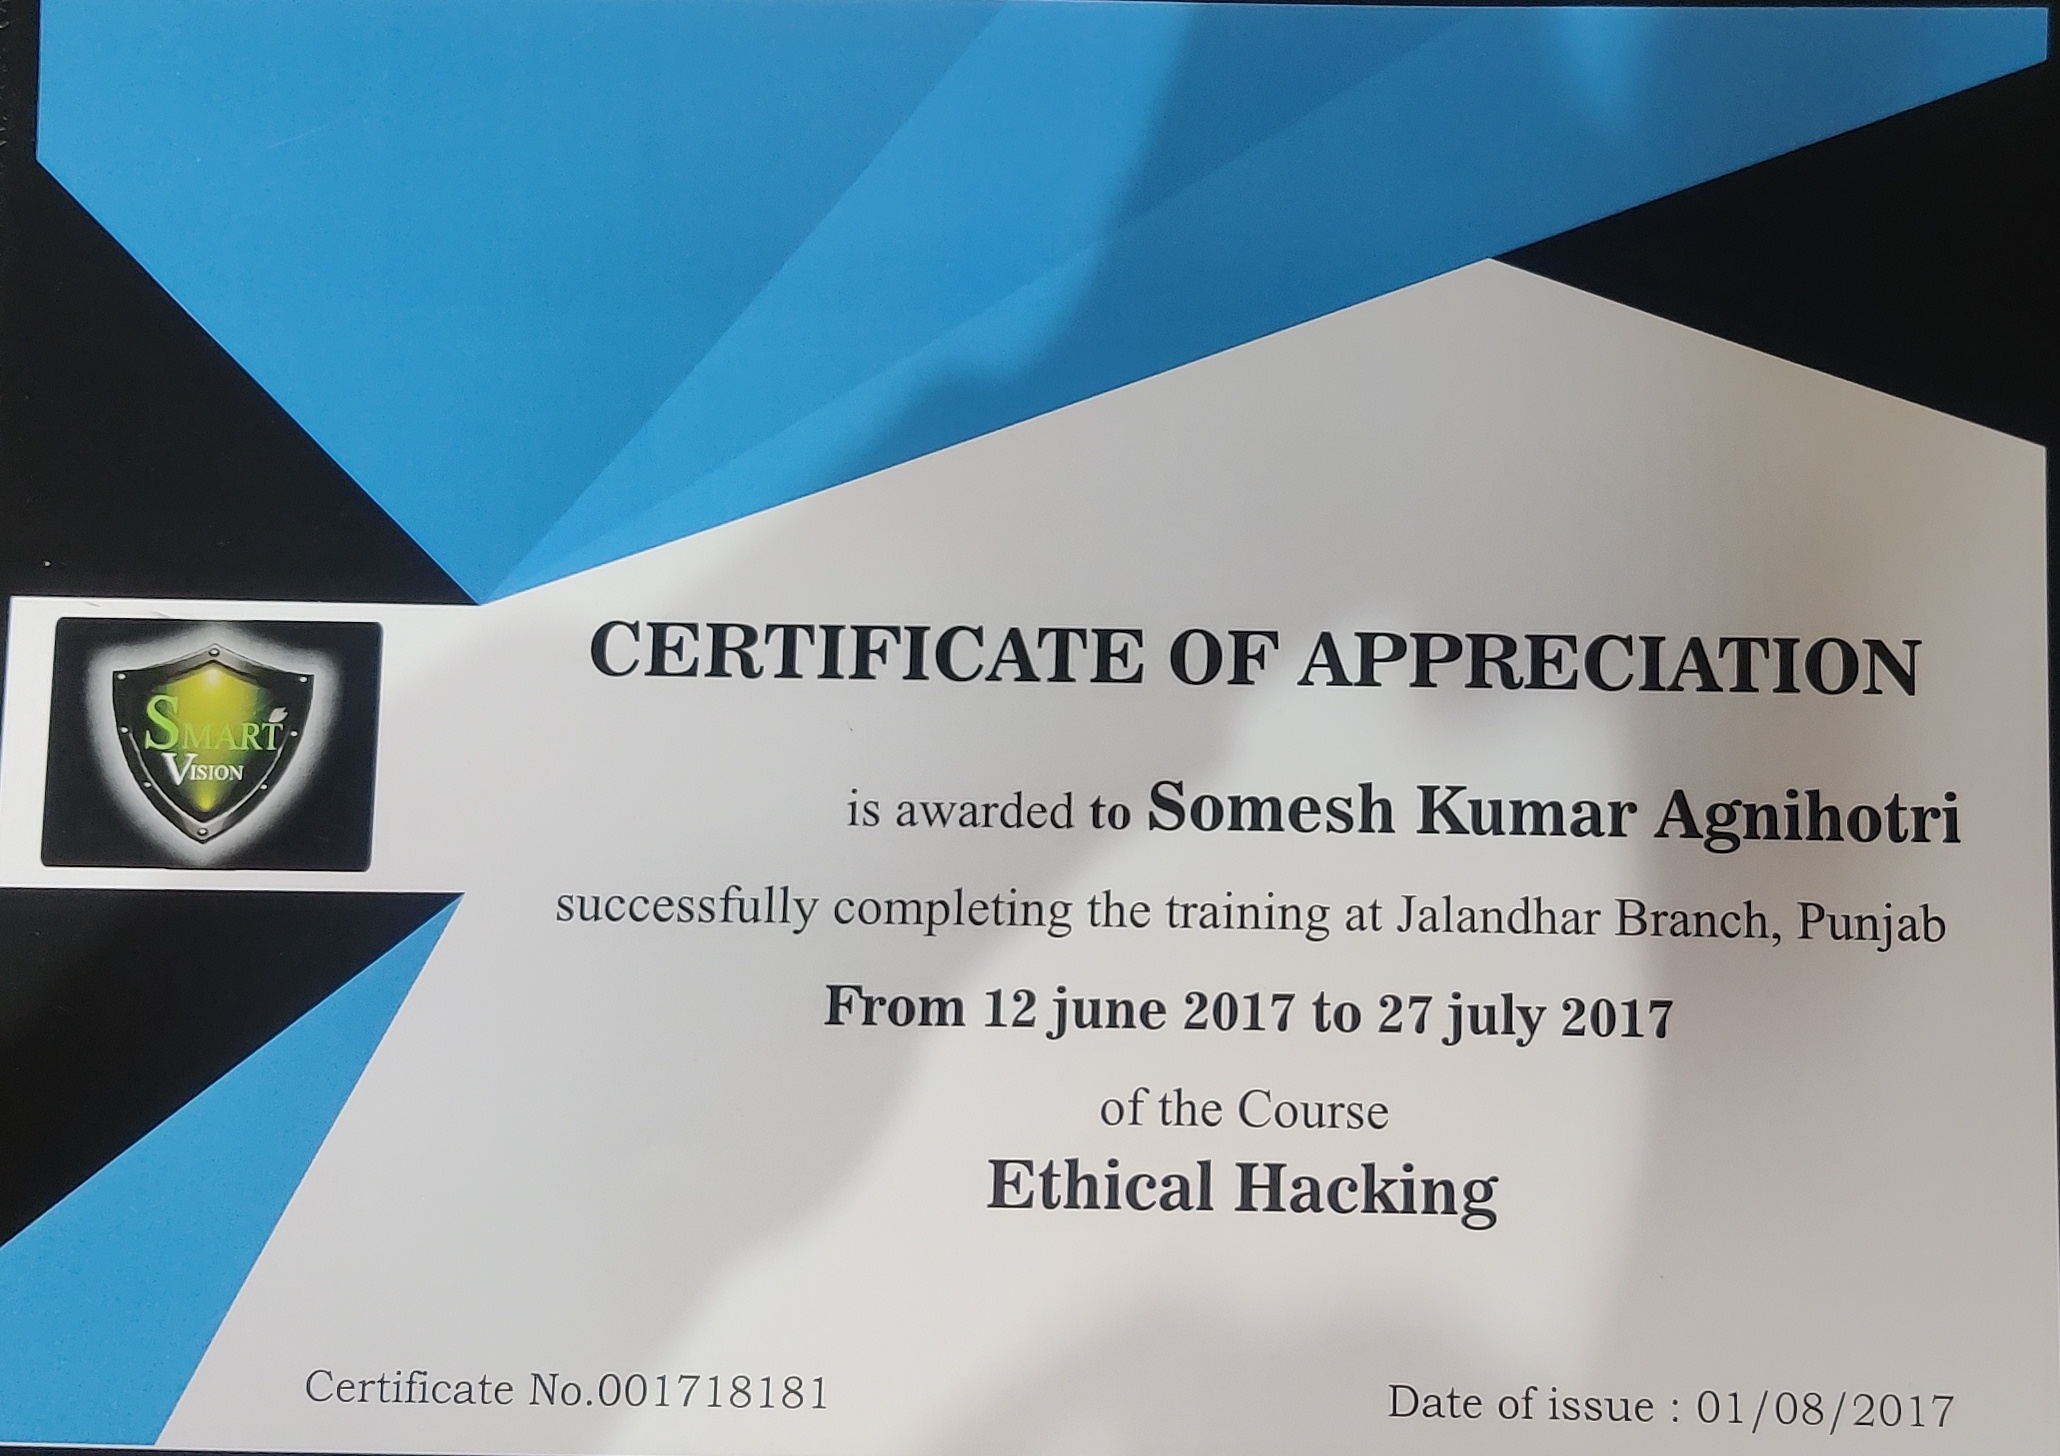 SMART
VISION
CERTIFICATE OF APPRECIATION
is awarded to Somesh Kumar Agnihotri
successfully completing the training at Jalandhar Branch, Punjab
From 12 june 2017 to 27 july 2017
of the Course
Ethical Hacking
Certificate No.001718181
Date of issue : 01/08/2017